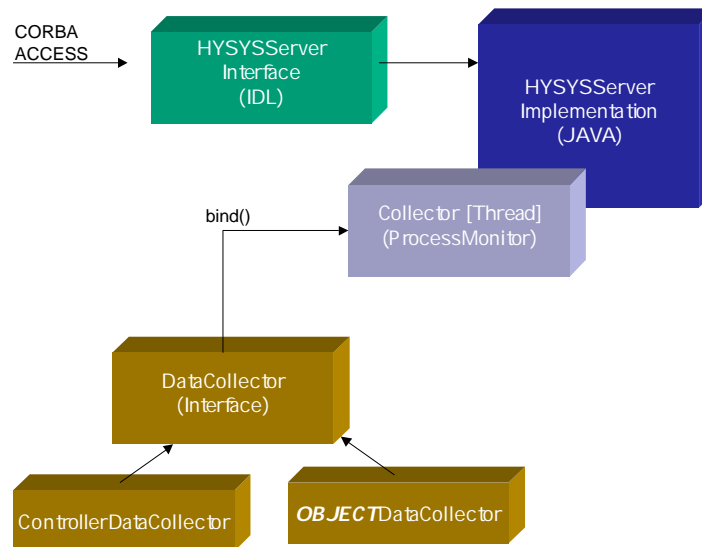 CORBA
ACCESS
HYSYSServer
Interface
(IDL)
HYSYSServer
Implementation
(JAVA)
Collector [Thread]
(ProcessMonitor)
bind()
DataCollector
(Interface)
ControllerDataCollector
OBJECTDataCollector